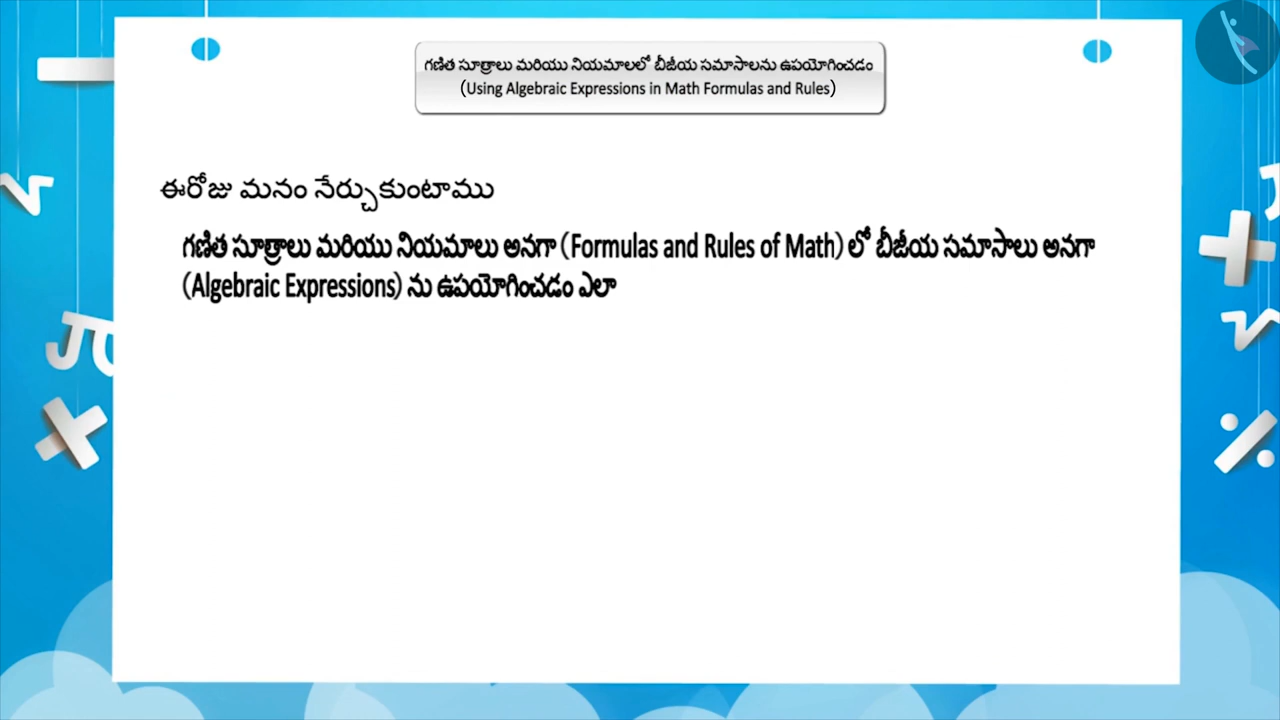 గణిత సూత్రాలు మరియు నియమాలలో బీజీయ సమాసాలను ఉపయోగించడం
(Using Algebraic Expressions in Math Formulas and Rules)
ఈరోజు మనం నేర్చుకుంటాము
గణిత సూత్రాలు మరియు నియమాలు అనగా (Formulas and Rules of Math) లో బీజీయ సమాసాలు అనగా
(Algebraic Expressions) ను ఉపయోగించడం ఎలా